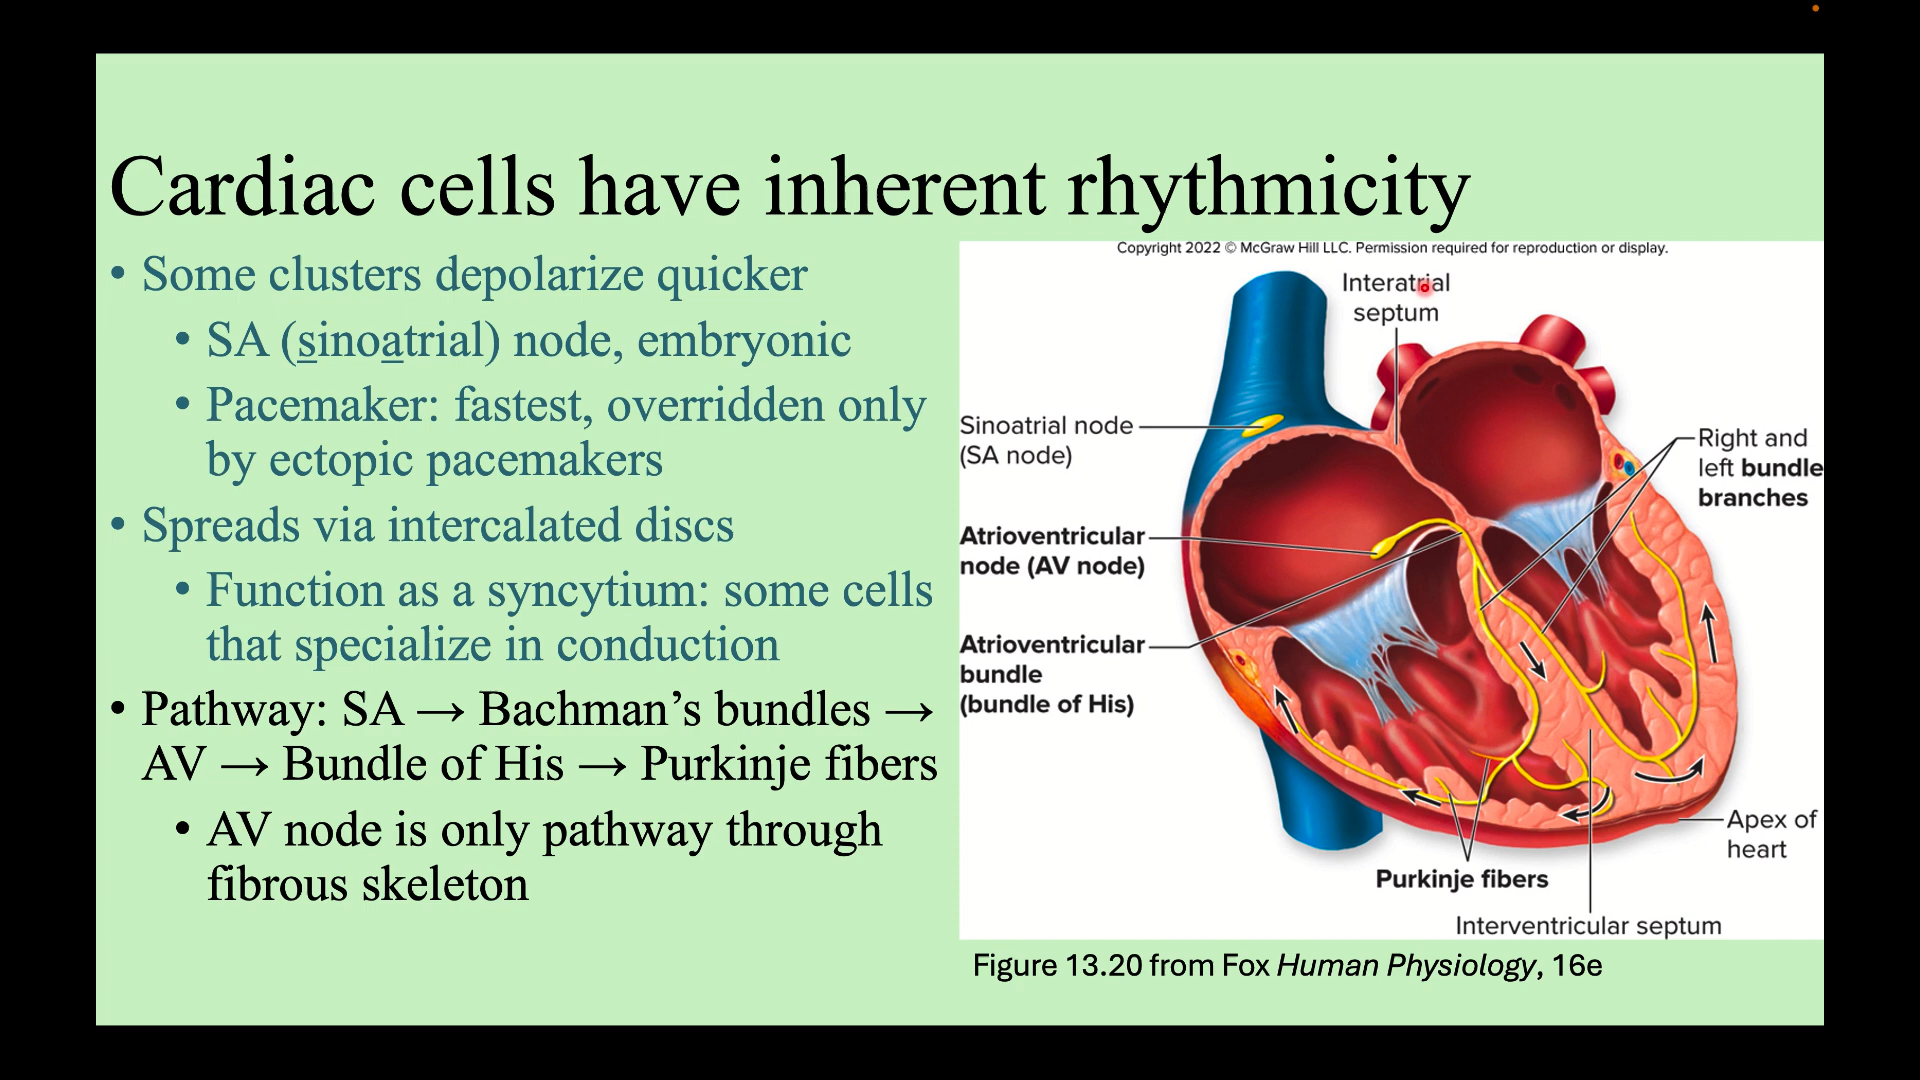 Cardiac cells have inherent rhythmicity
• Some clusters depolarize quicker
• SA (sinoatrial) node, embryonic
• Pacemaker: fastest, overridden only
by ectopic pacemakers
• Spreads via intercalated discs
• Function as a syncytium: some cells
that specialize in conduction
• Pathway: SA → Bachman’s bundles →
AV → Bundle of His → Purkinje fibers
• AV node is only pathway through
fibrous skeleton
Copyright 2022 © McGraw Hill LLC. Permission required for reproduction or display.
Interatrial
septum
Sinoatrial node
(SA node)
Right and
left bundle
branches
Atrioventricular
node (AV node)
Atrioventricular
bundle
(bundle of His)
Apex of
heart
Purkinje fibers
Interventricular septum
Figure 13.20 from Fox Human Physiology, 16e